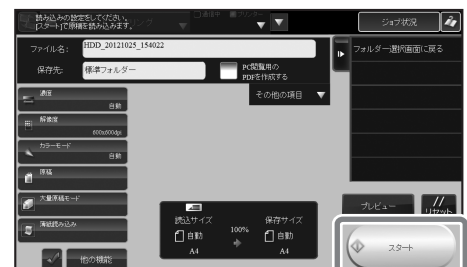 読み込みの設定をしてください。
[スタート]で原稿を読み込みます。
ジョブ状況
ファイル名:
HDD_20121025_154022
フォルダー選択画面に戻る
保存先:
標準フォルダー
PC閲覧用の
PDFを作成する
その他の項目
濃度
自動
解像度
600x600dpi
カラーモード
自動
原稿
大量原稿モード
薄紙読み込み
他の機能
読込サイズ
自動
A4
100%
保存サイズ
自動
A4
プレビュー
リセット
スタート